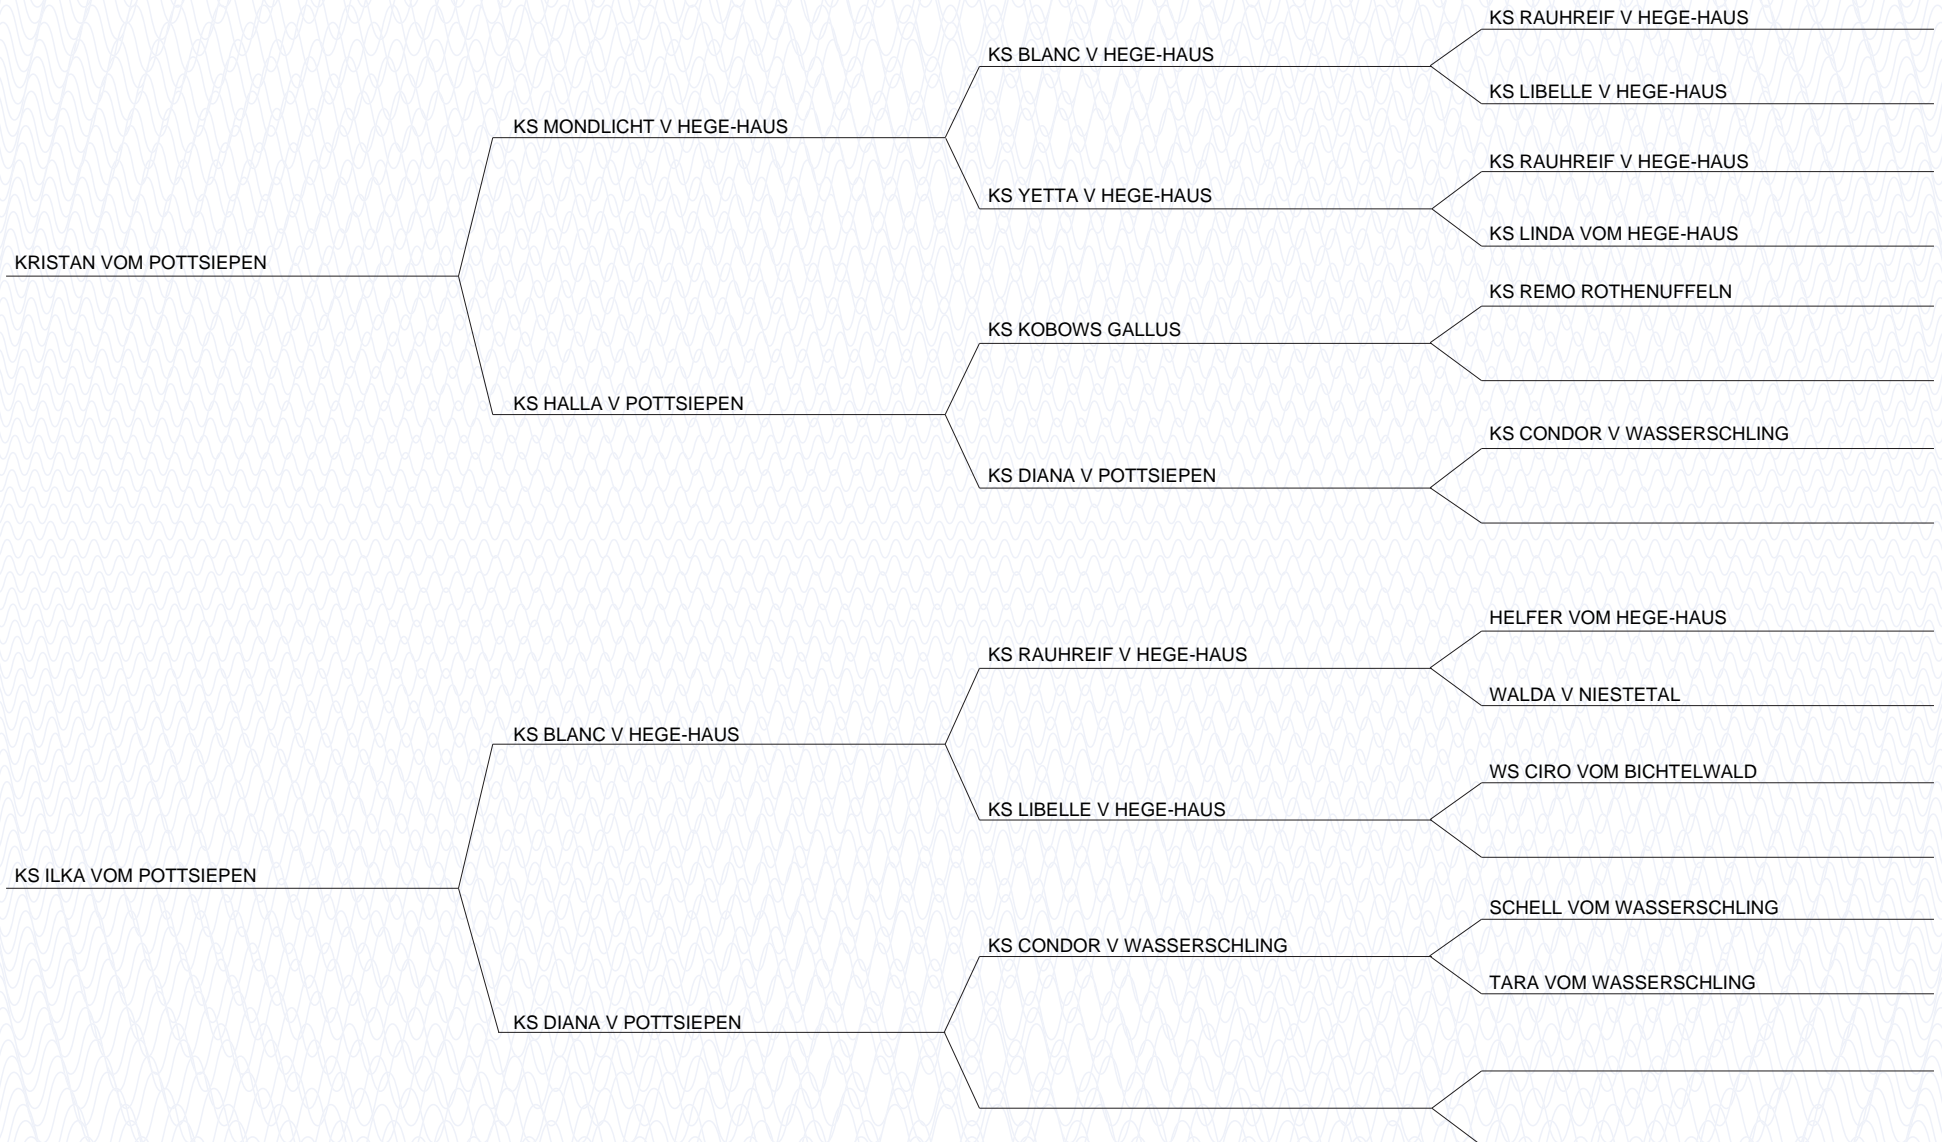 KS RAUHREIF V HEGE-HAUS
KS BLANC V HEGE-HAUS
KS LIBELLE V HEGE-HAUS
KS MONDLICHT V HEGE-HAUS
KS RAUHREIF V HEGE-HAUS
KS YETTA V HEGE-HAUS
KS LINDA VOM HEGE-HAUS
KRISTAN VOM POTTSIEPEN
KS REMO ROTHENUFFELN
KS KOBOWS GALLUS
KS HALLA V POTTSIEPEN
KS CONDOR V WASSERSCHLING
KS DIANA V POTTSIEPEN
HELFER VOM HEGE-HAUS
KS RAUHREIF V HEGE-HAUS
WALDA V NIESTETAL
KS BLANC V HEGE-HAUS
WS CIRO VOM BICHTELWALD
KS LIBELLE V HEGE-HAUS
KS ILKA VOM POTTSIEPEN
SCHELL VOM WASSERSCHLING
KS CONDOR V WASSERSCHLING
TARA VOM WASSERSCHLING
KS DIANA V POTTSIEPEN